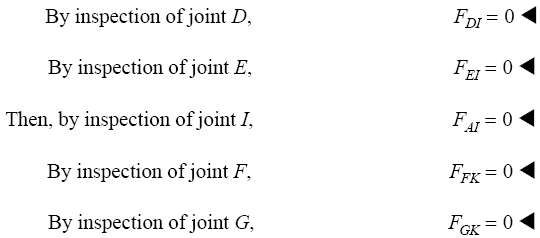 By inspection of joint D, F_{DI} = 0 ◀
By inspection of joint E, F_{EI} = 0 ◀
Then, by inspection of joint I, F_{AI} = 0 ◀
By inspection of joint F, F_{FK} = 0 ◀
By inspection of joint G, F_{GK} = 0 ◀